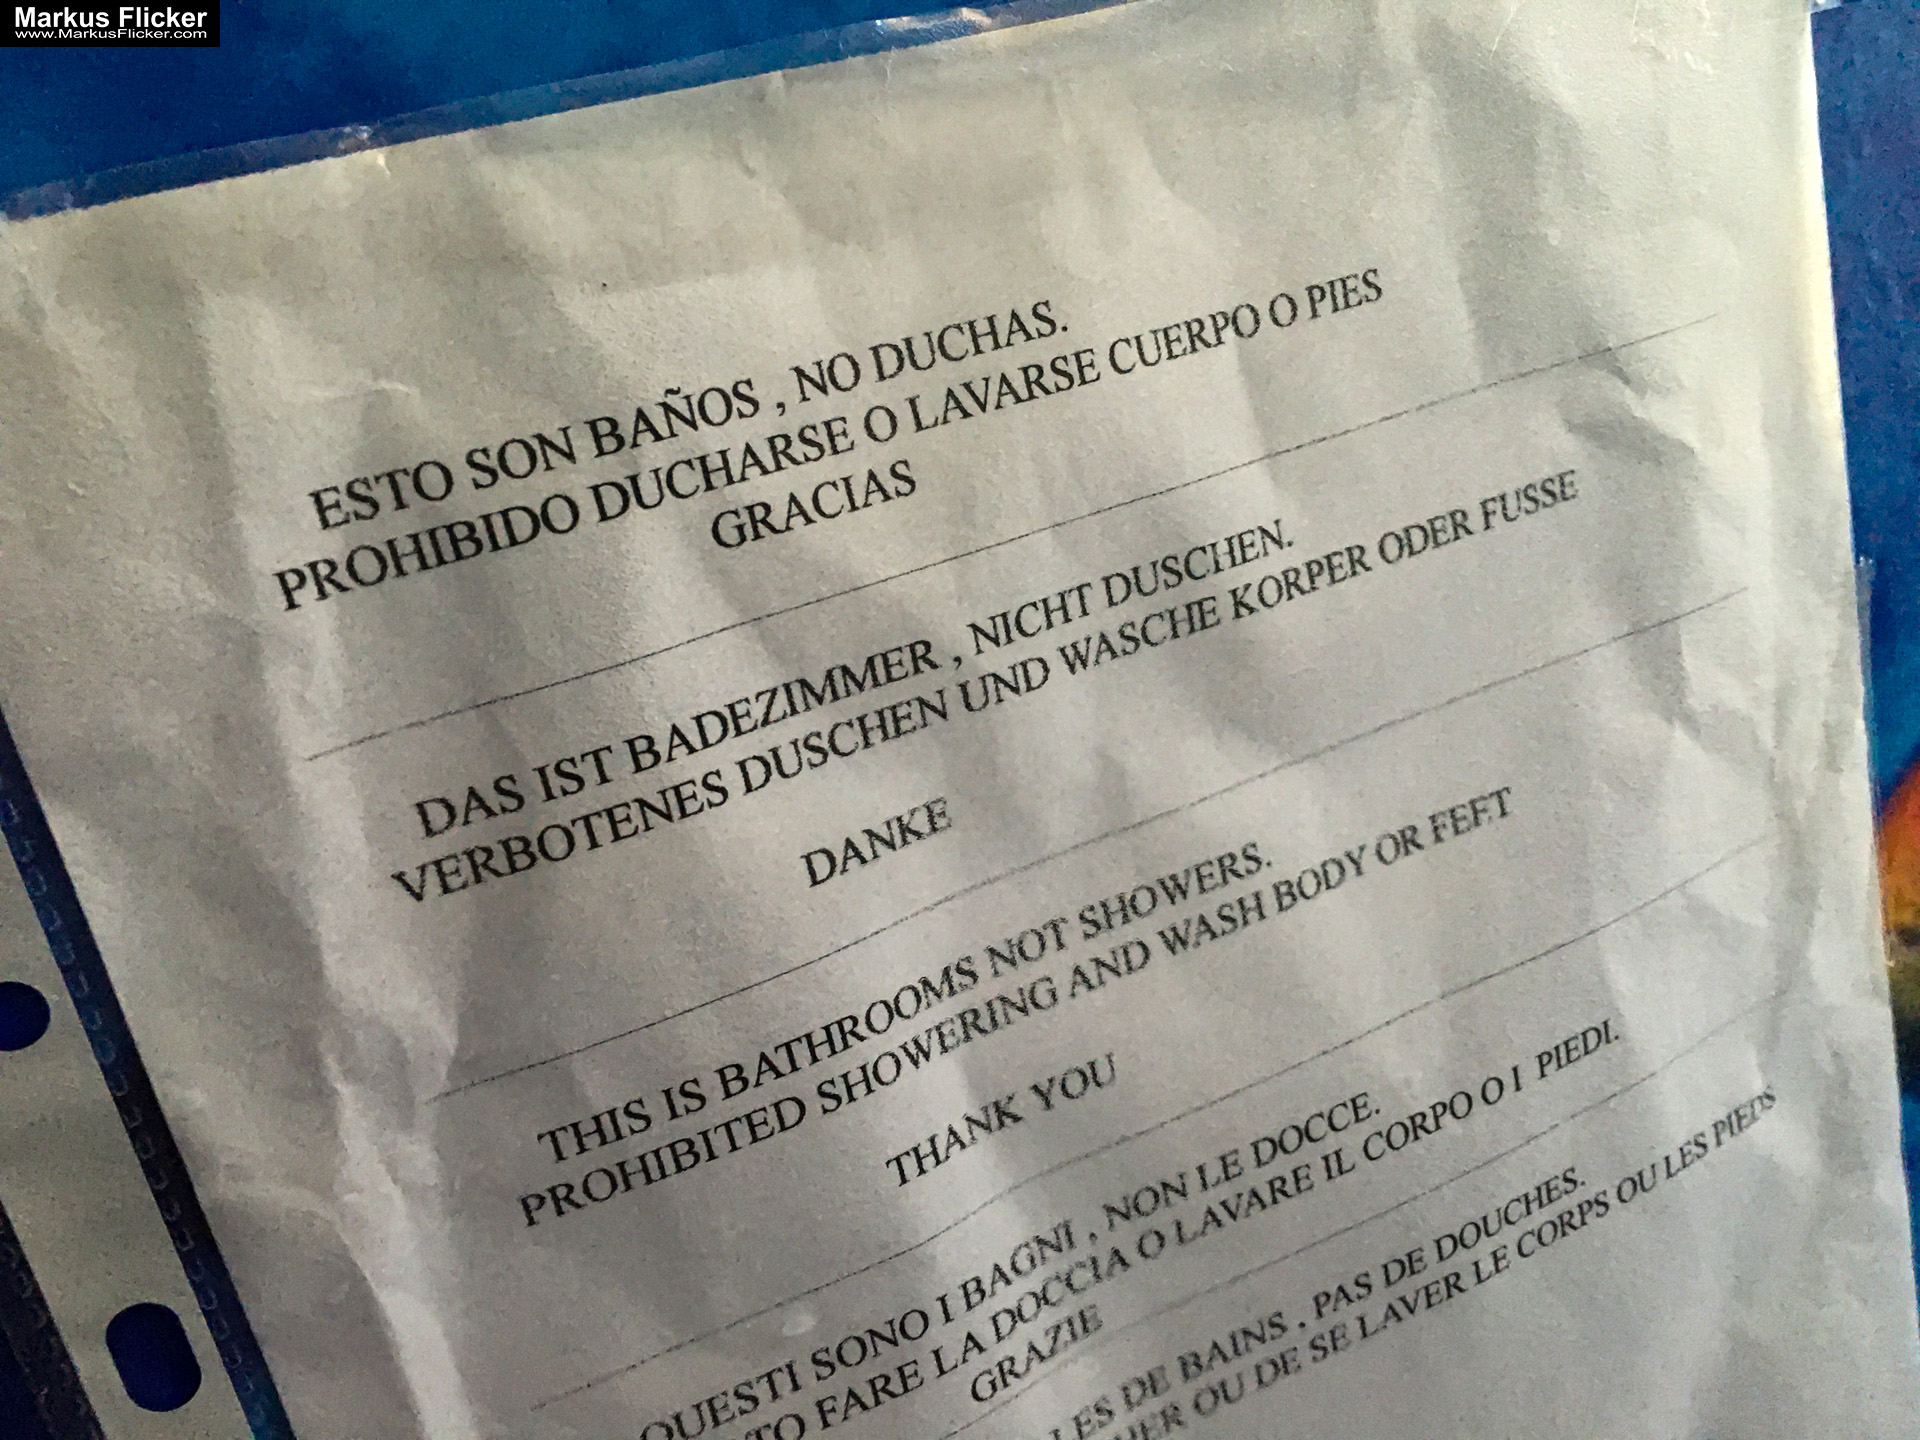 Markus Flicker
www.MarkusFlicker.com
ESTO SON BAÑOS , NO DUCHAS.
PROHIBIDO DUCHARSE O LAVARSE CUERPO O PIES
GRACIAS
DAS IST BADEZIMMER , NICHT DUSCHEN.
VERBOTENES DUSCHEN UND WASCHE KORPER ODER FUSSE
DANKE
THIS IS BATHROOMS NOT SHOWERS.
PROHIBITED SHOWERING AND WASH BODY OR FEET
THANK YOU
QUESTI SONO I BAGNI , NON LE DOCCE.
FARE LA DOCCIA O LAVARE IL CORPO O I PIEDI.
GRAZIE
DE BAINS , PAS DE DOUCHES.
OU DE SE LAVER LE CORPS OU LES PIEDS